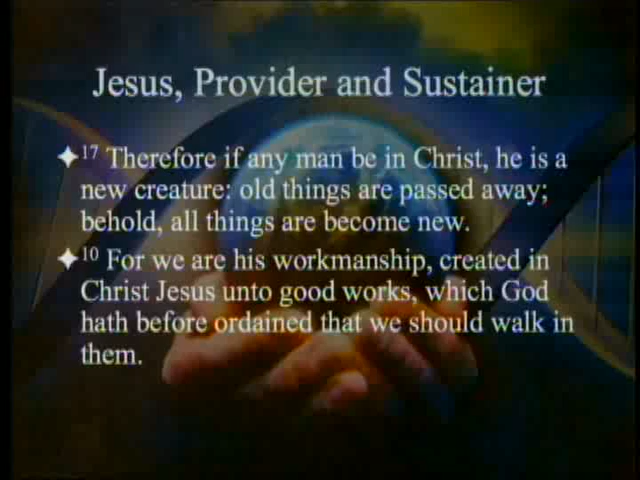 Jesus, Provider and Sustainer
17 Therefore if any man be in Christ, he is a
new creature: old things are passed away;
behold, all things are become new.
10 For we are his workmanship, created in
Christ Jesus unto good works, which God
hath before ordained that we should walk in
them.